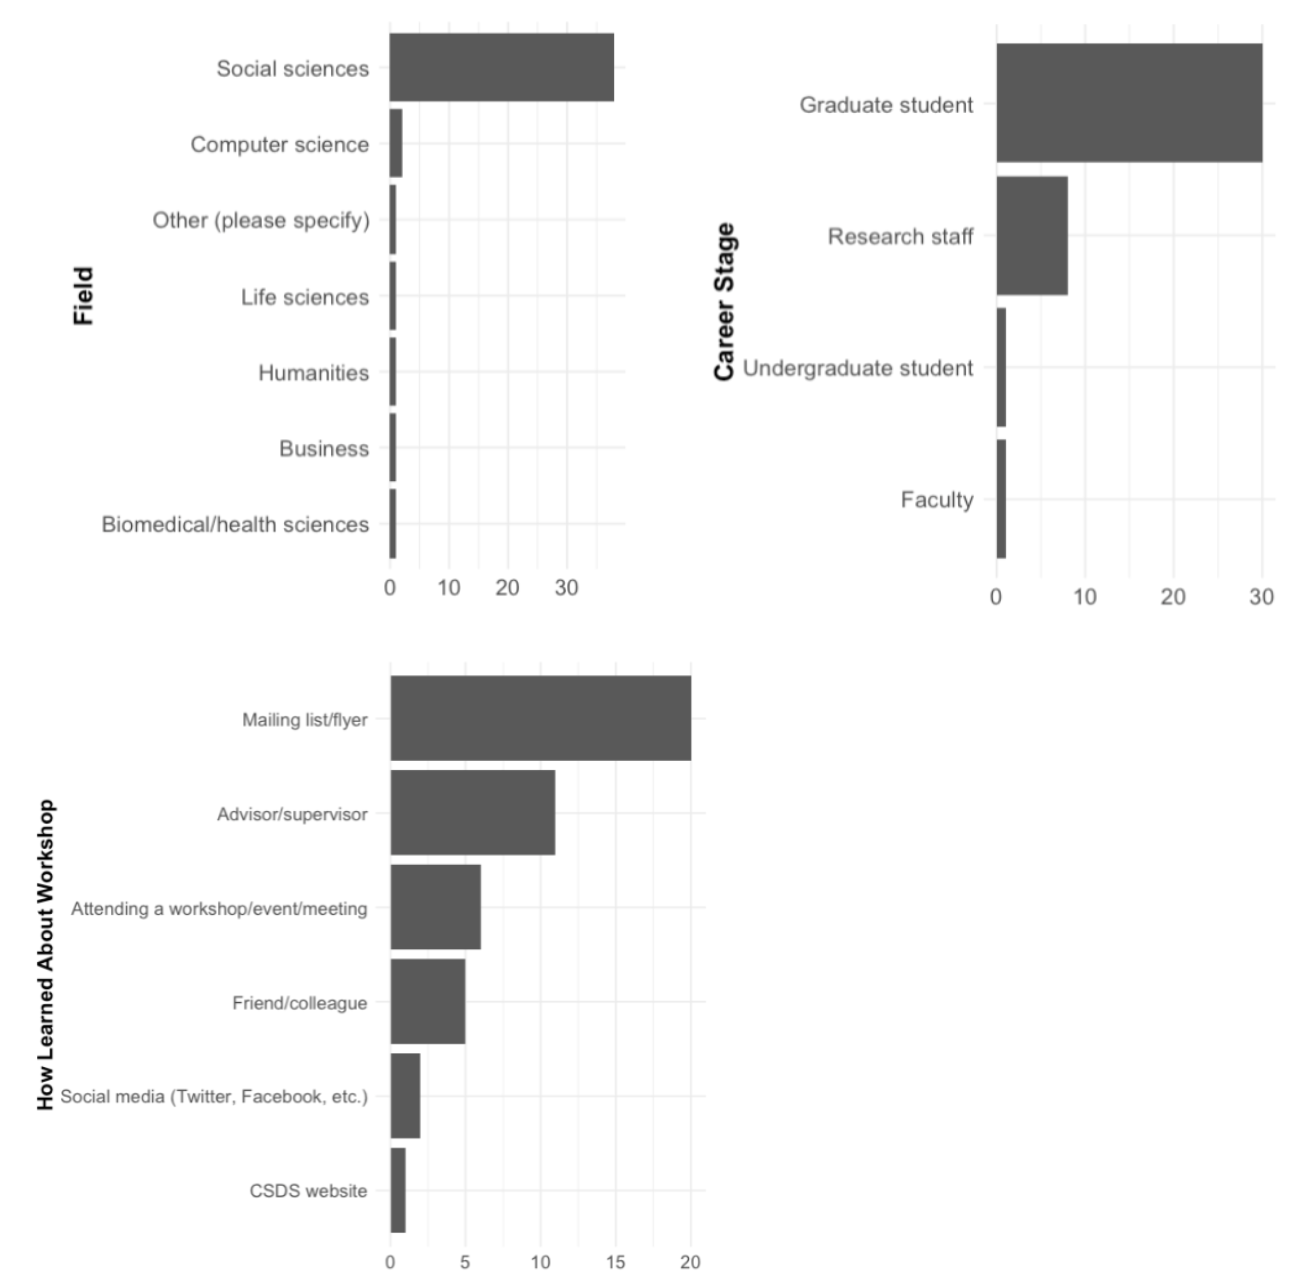 Field
Social sciences
Computer science
Other (please specify)
Life sciences
Humanities
Business
Biomedical/health sciences
0 10 20 30
Career Stage
Graduate student
Research staff
Undergraduate student
Faculty
0 10 20 30
How Learned About Workshop
Mailing list/flyer
Advisor/supervisor
Attending a workshop/event/meeting
Friend/colleague
Social media (Twitter, Facebook, etc.)
CSDS website
0 5 10 15 20